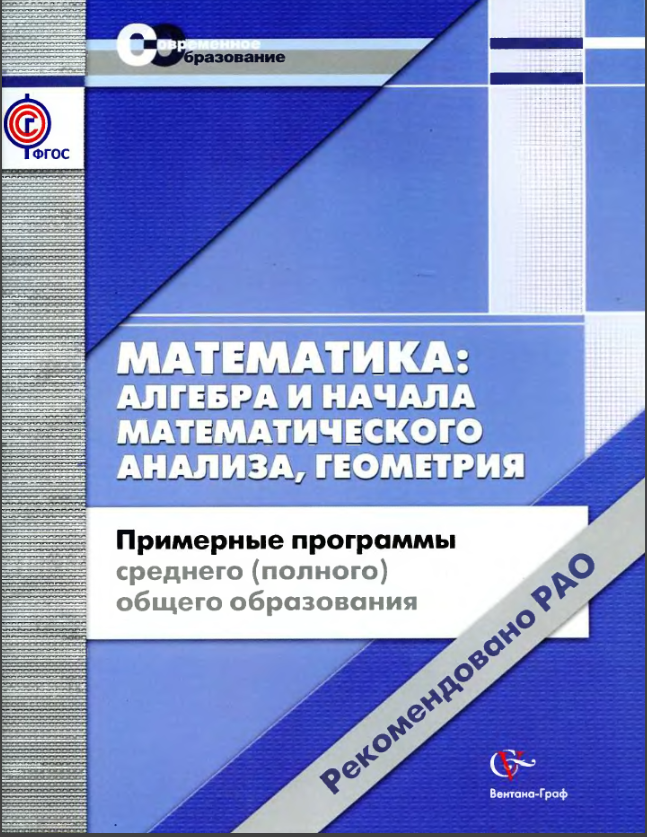 Современное
Образование
ФГОС
МАТЕМАТИКА:
АЛГЕБРА И НАЧАЛА
МАТЕМАТИЧЕСКОГО
АНАЛИЗА, ГЕОМЕТРИЯ
Примерные программы
среднего (полного)
общего образования
Рекомендовано РАО
Вентана-Граф